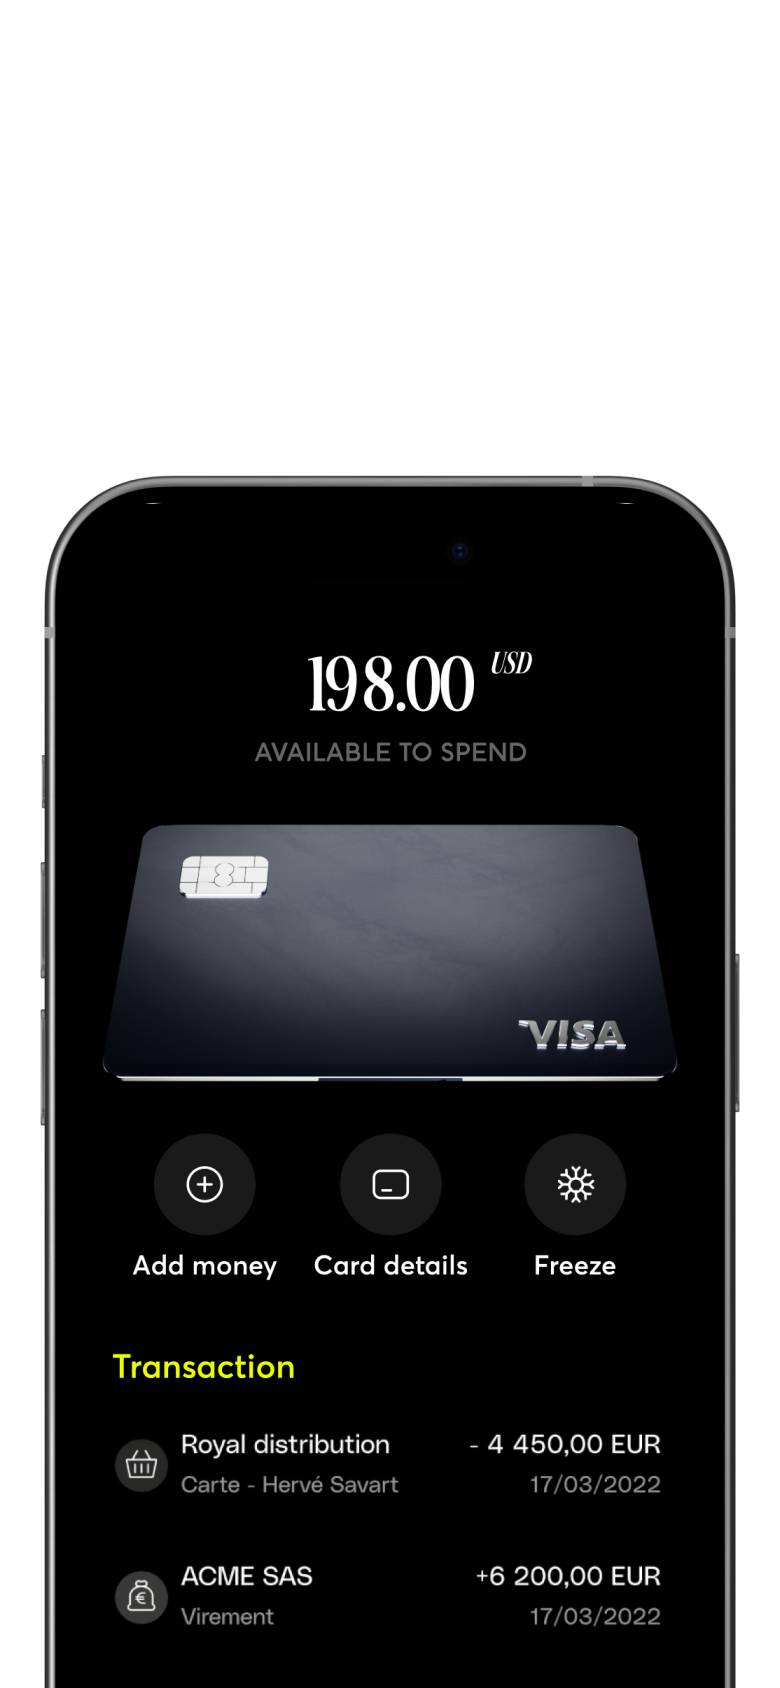 198.00 USD
AVAILABLE TO SPEND
VISA
Add money Card details Freeze
Transaction
Royal distribution - 4 450,00 EUR
Carte - Hervé Savart 17/03/2022
ACME SAS +6 200,00 EUR
Virement 17/03/2022